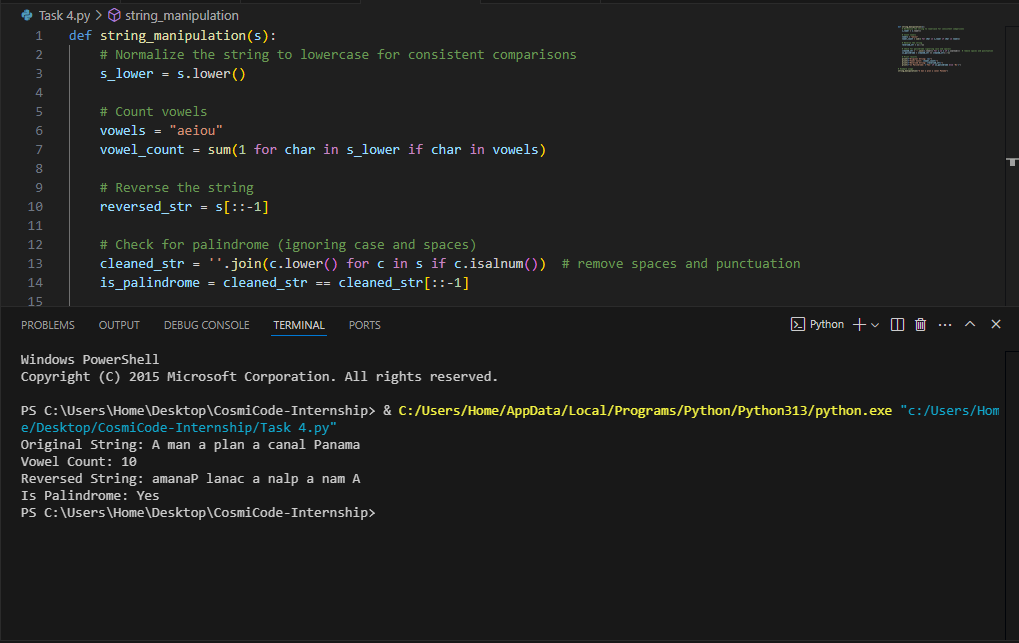 Task 4.py > string_manipulation
1 def string_manipulation(s):
2 # Normalize the string to lowercase for consistent comparisons
3 s_lower = s.lower()
4
5 # Count vowels
6 vowels = "aeiou"
7 vowel_count = sum(1 for char in s_lower if char in vowels)
8
9 # Reverse the string
10 reversed_str = s[::-1]
11
12 # Check for palindrome (ignoring case and spaces)
13 cleaned_str = ''.join(c.lower() for c in s if c.isalnum()) # remove spaces and punctuation
14 is_palindrome = cleaned_str == cleaned_str[::-1]
15
PROBLEMS OUTPUT DEBUG CONSOLE TERMINAL PORTS Python
Windows PowerShell
Copyright (C) 2015 Microsoft Corporation. All rights reserved.
PS C:\Users\Home\Desktop\CosmiCode-Internship> & C:/Users/Home/AppData/Local/Programs/Python/Python313/python.exe "c:/Users/Hom
e/Desktop/CosmiCode-Internship/Task 4.py"
Original String: A man a plan a canal Panama
Vowel Count: 10
Reversed String: amanaP lanac a nalp a nam A
Is Palindrome: Yes
PS C:\Users\Home\Desktop\CosmiCode-Internship>